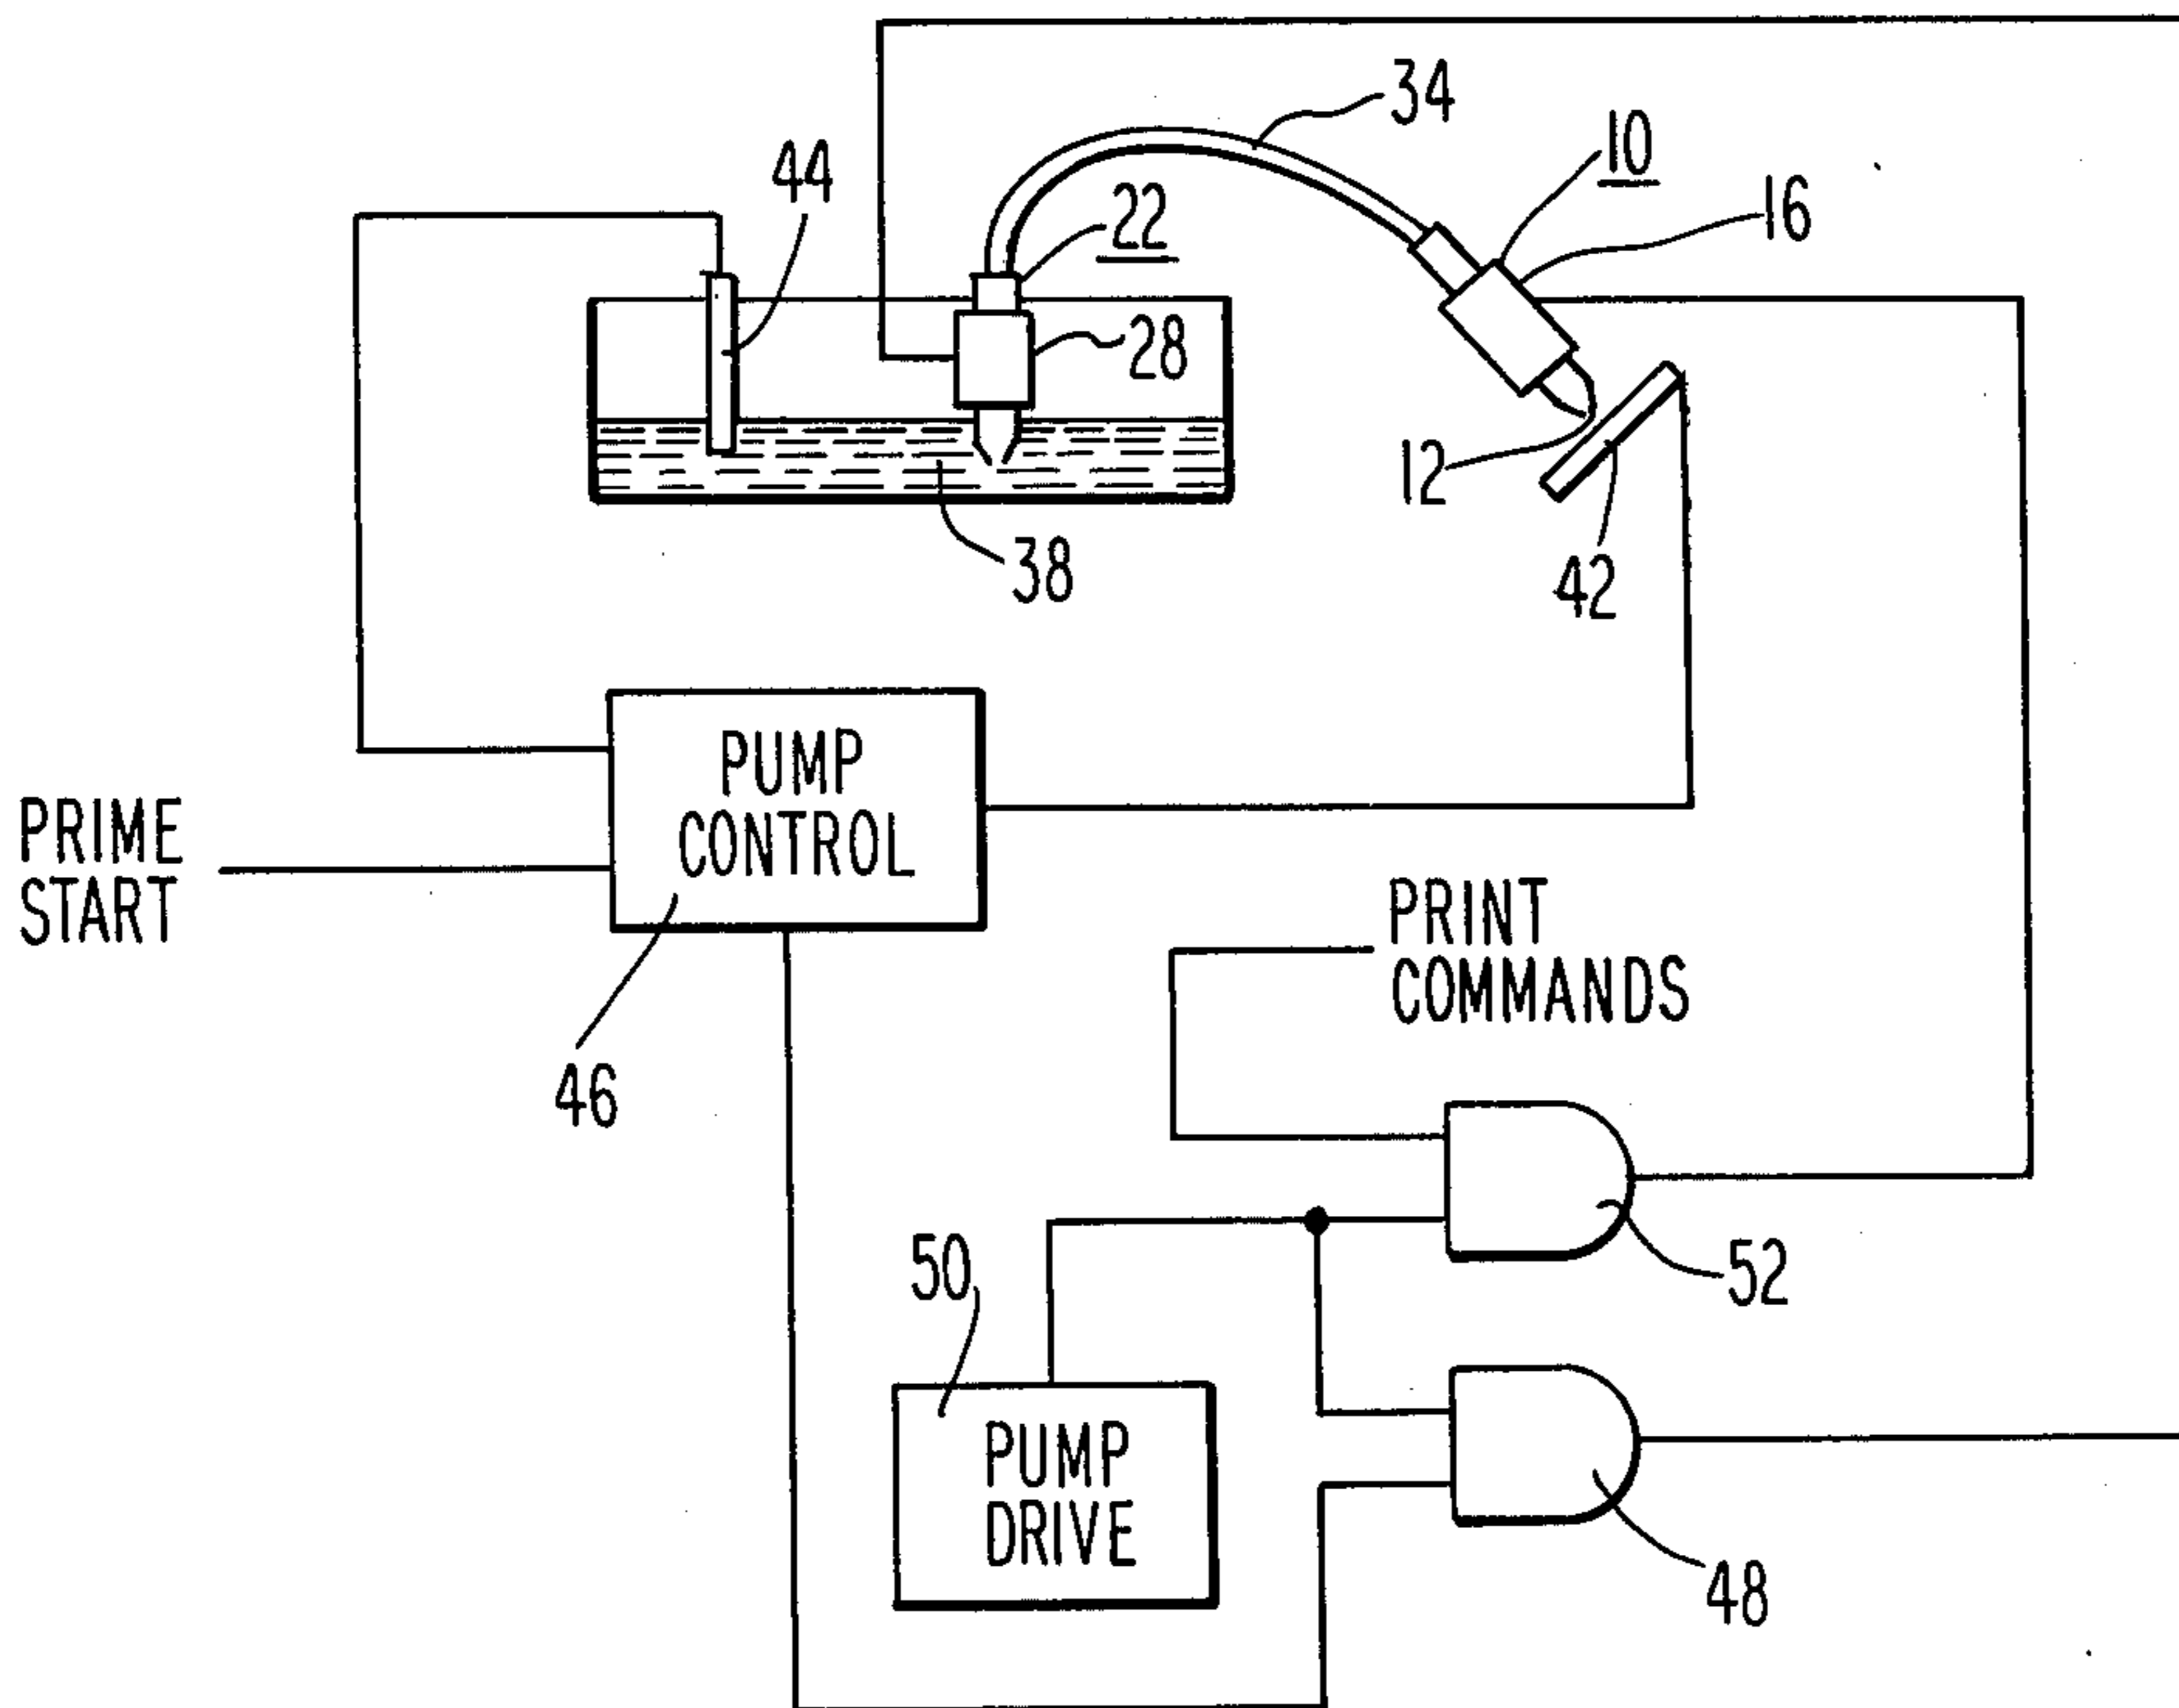 34
10
44
16
22
28
12
38
42
PUMP
CONTROL
PRIME
START
PRINT
COMMANDS
46
50
52
PUMP
DRIVE
48